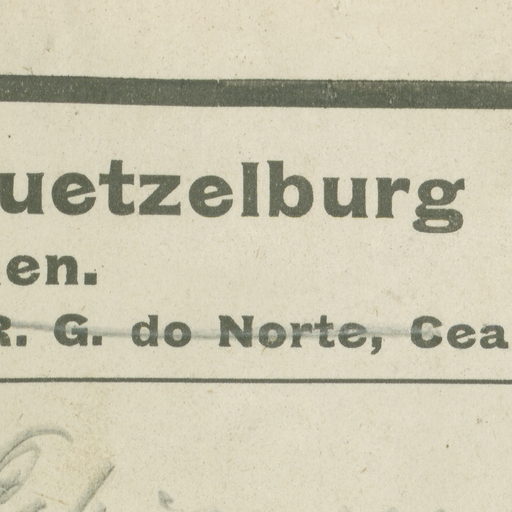 uetzelburg
en.
R. G. do Norte, Cea